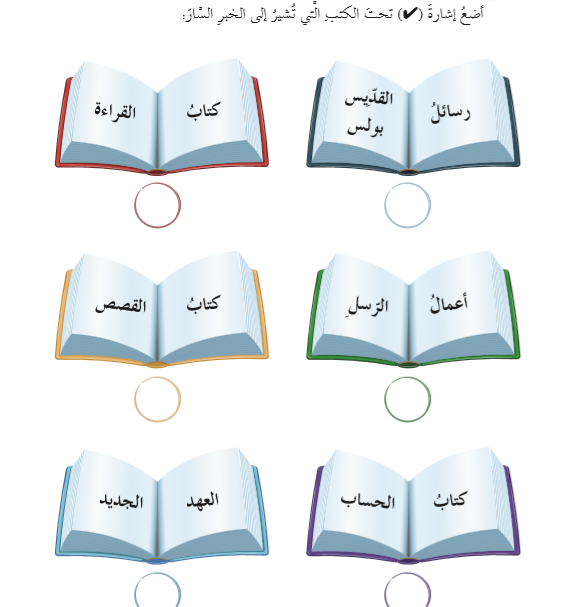 أضعُ إشارةَ (✔) تحتَ الكتبِ الّتي تُشيرُ إلى الخبرِ السّارّ:
رسائلُ القدّيس
بولس
كتابُ القراءة
أعمالُ الرّسلِ
كتابُ القصص
كتابُ الحساب
العهد الجديد